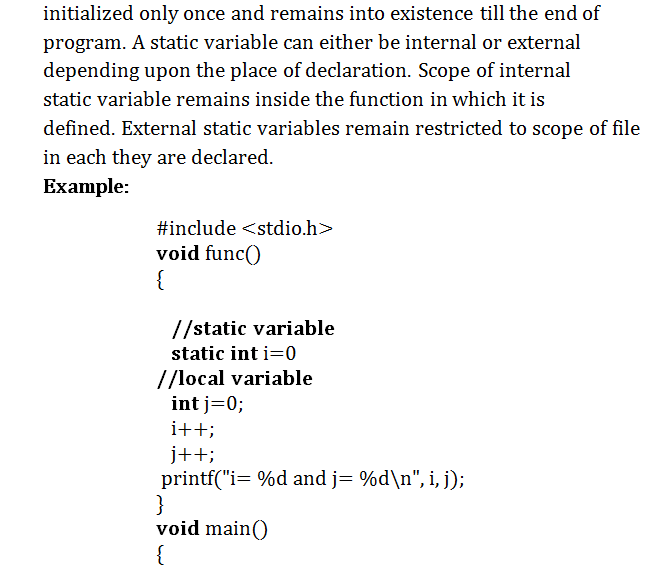 initialized only once and remains into existence till the end of
program. A static variable can either be internal or external
depending upon the place of declaration. Scope of internal
static variable remains inside the function in which it is
defined. External static variables remain restricted to scope of file
in each they are declared.
Example:
#include <stdio.h>
void func()
{
//static variable
static int i=0
//local variable
int j=0;
i++;
j++;
printf("i= %d and j= %d\n", i, j);
}
void main()
{